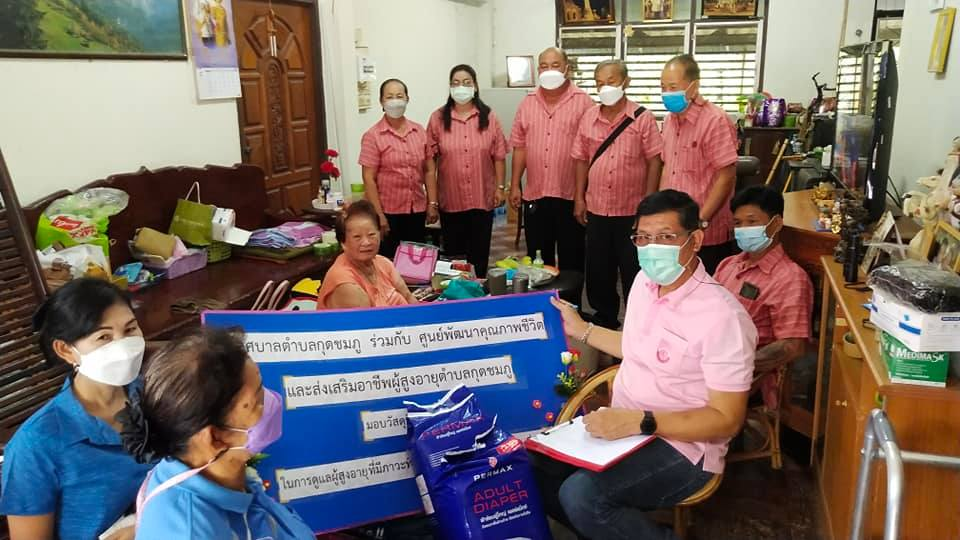 ศบาลตำบลกุดชมภู ร่วมกับ ศูนย์พัฒนาคุณภาพชีวิต
และส่งเสริมอาชีพผู้สูงอายุตำบลกุดชมภู
มอบวัสดุ
ในการดูแลผู้สูงอายุที่มีภาวะพ
PERMAX
PERMAX
ADULT
DIAPER
MEDIMASK